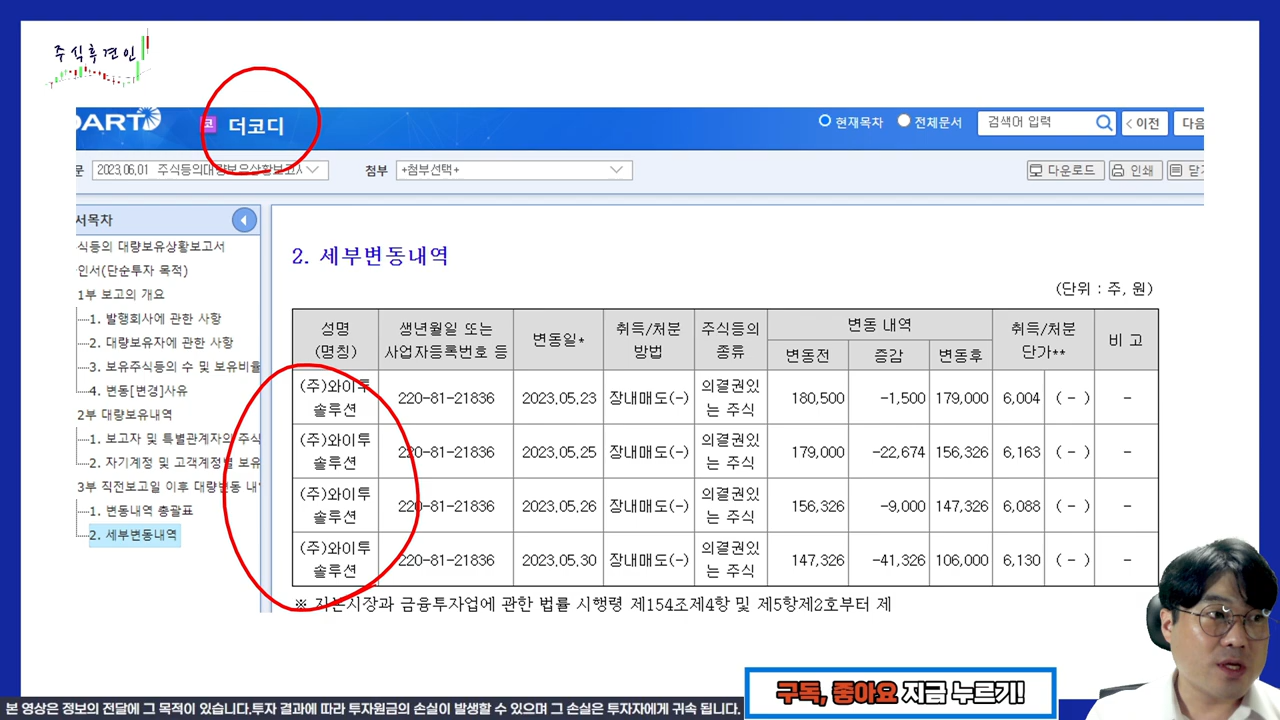 주식후견인
DART
코 더코디
현재목차 전체문서 검색어 입력 이전 다음
문 2023.06.01 주식등의대량보유상황보고서 첨부 +첨부선택+ 다운로드 인쇄
서목차
식등의 대량보유상황보고서
인서(단순투자 목적)
1부 보고의 개요
1. 발행회사에 관한 사항
2. 대량보유자에 관한 사항
3. 보유주식등의 수 및 보유비율
4. 변동[변경]사유
2부 대량보유내역
1. 보고자 및 특별관계자의 주식
2. 자기계정 및 고객계정별 보유
3부 직전보고일 이후 대량변동 내
1. 변동내역 총괄표
2. 세부변동내역
2. 세부변동내역
(단위 : 주, 원)
성명 (명칭) 생년월일 또는 사업자등록번호 등 변동일* 취득/처분 방법 주식등의 종류 변동 내역 취득/처분 단가** 비 고
변동전 증감 변동후
(주)와이투솔루션 220-81-21836 2023.05.23 장내매도(-) 의결권있는 주식 180,500 -1,500 179,000 6,004 ( - ) -
(주)와이투솔루션 220-81-21836 2023.05.25 장내매도(-) 의결권있는 주식 179,000 -22,674 156,326 6,163 ( - ) -
(주)와이투솔루션 220-81-21836 2023.05.26 장내매도(-) 의결권있는 주식 156,326 -9,000 147,326 6,088 ( - ) -
(주)와이투솔루션 220-81-21836 2023.05.30 장내매도(-) 의결권있는 주식 147,326 -41,326 106,000 6,130 ( - ) -
※ 자본시장과 금융투자업에 관한 법률 시행령 제154조제4항 및 제5항제2호부터 제
구독, 좋아요 지금 누르기!
본 영상은 정보의 전달에 그 목적이 있습니다.투자 결과에 따라 투자원금의 손실이 발생할 수 있으며 그 손실은 투자자에게 귀속 됩니다.